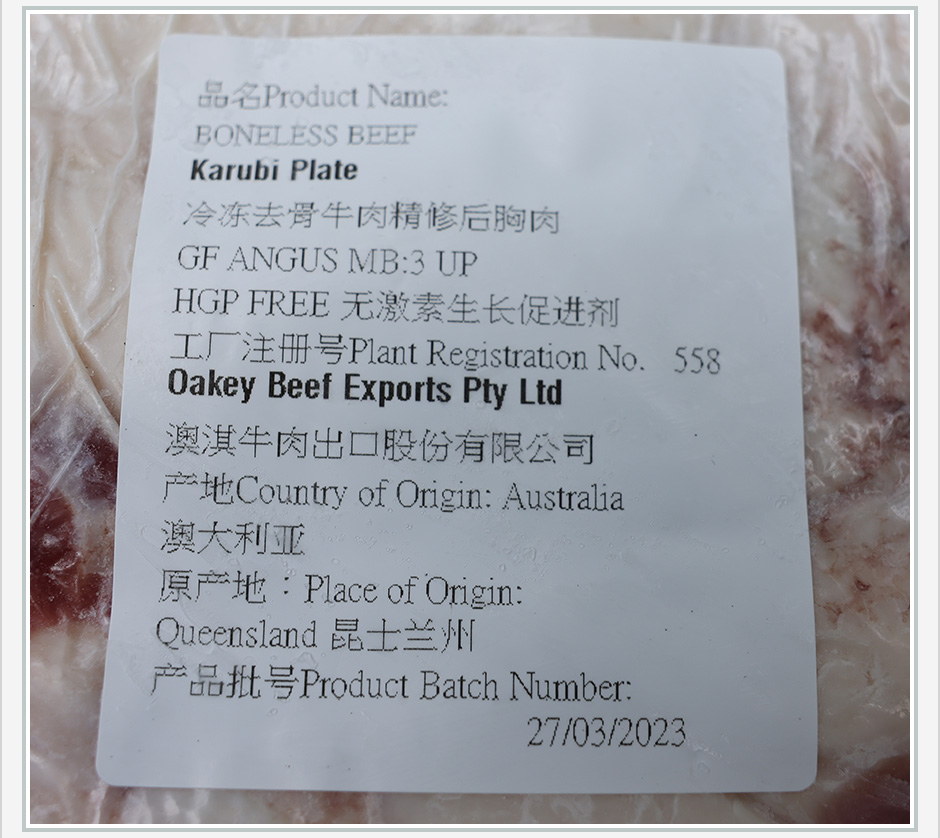 品名Product Name:
BONELESS BEEF
Karubi Plate
冷冻去骨牛肉精修后胸肉
GF ANGUS MB:3 UP
HGP FREE 无激素生长促进剂
工厂注册号Plant Registration No. 558
Oakey Beef Exports Pty Ltd
澳淇牛肉出口股份有限公司
产地Country of Origin: Australia
澳大利亚
原产地：Place of Origin:
Queensland 昆士兰州
产品批号Product Batch Number:
27/03/2023